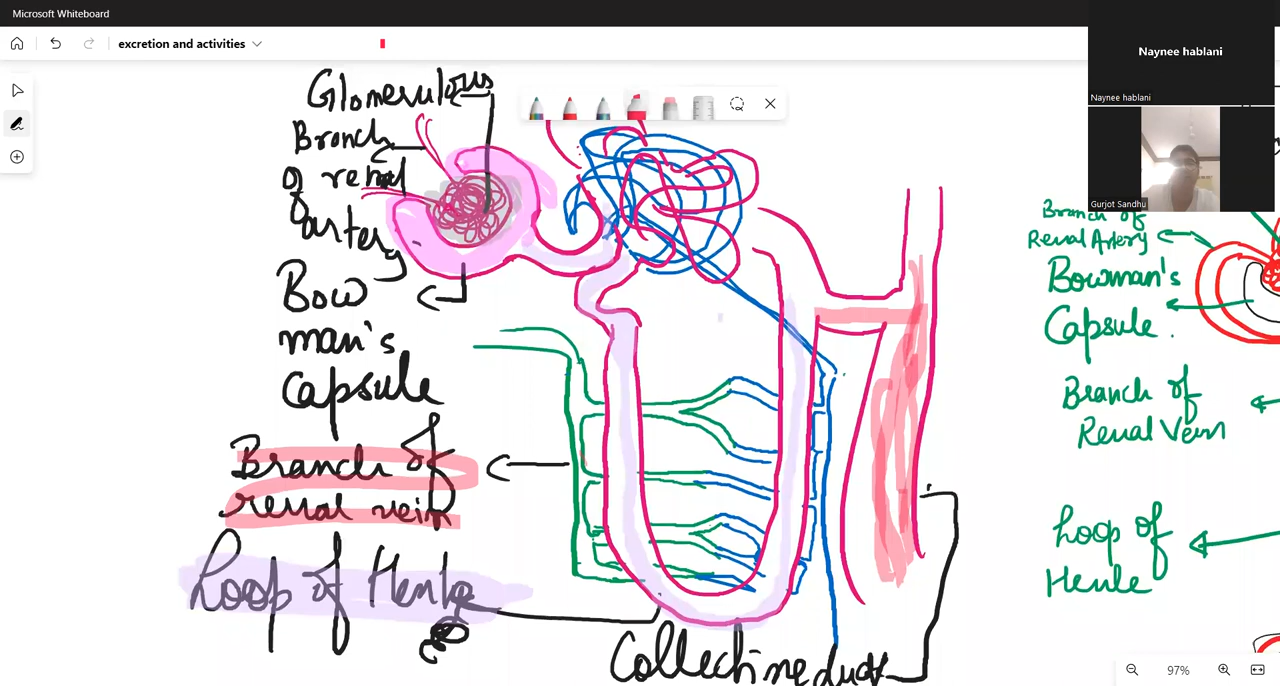 Microsoft Whiteboard
excretion and activities
Naynee hablani
Naynee hablani
Gurjot Sandhu
Glomerulous
Branch
of renal
artery
Bow
man's
Capsule
Branch of
renal vein
Loop of Henle
Collecting duct
Branch of
Renal Artery
Bowman's
Capsule.
Branch of
Renal Vein
Loop of
Henle
97%